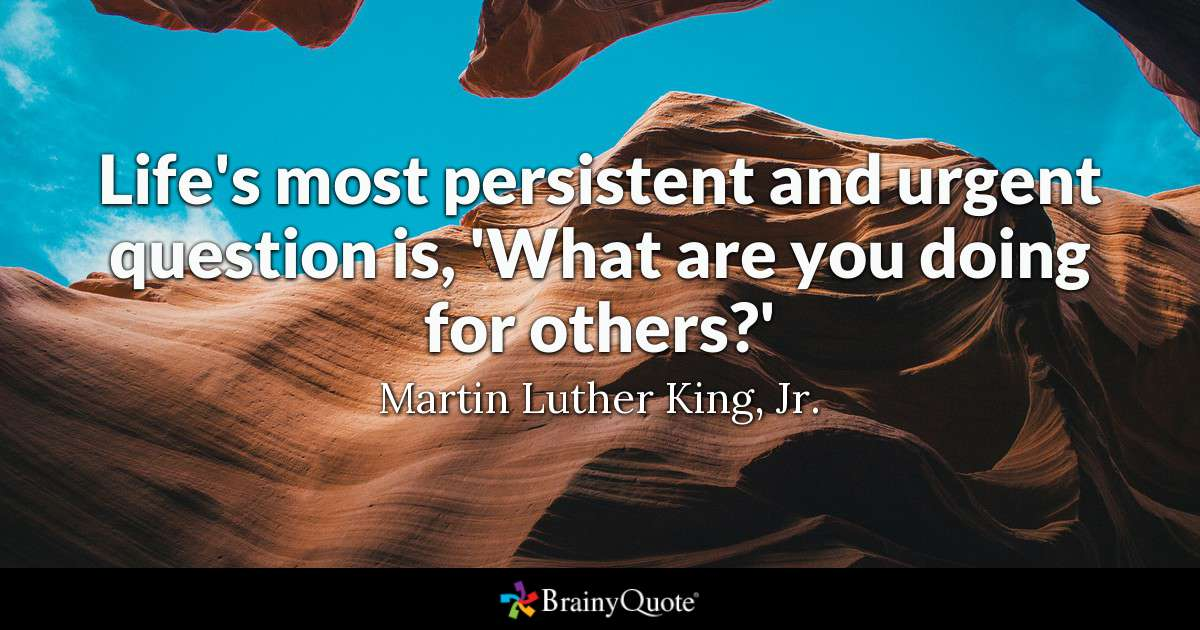 Life's most persistent and urgent
question is, 'What are you doing
for others?'
Martin Luther King, Jr.
BrainyQuote®